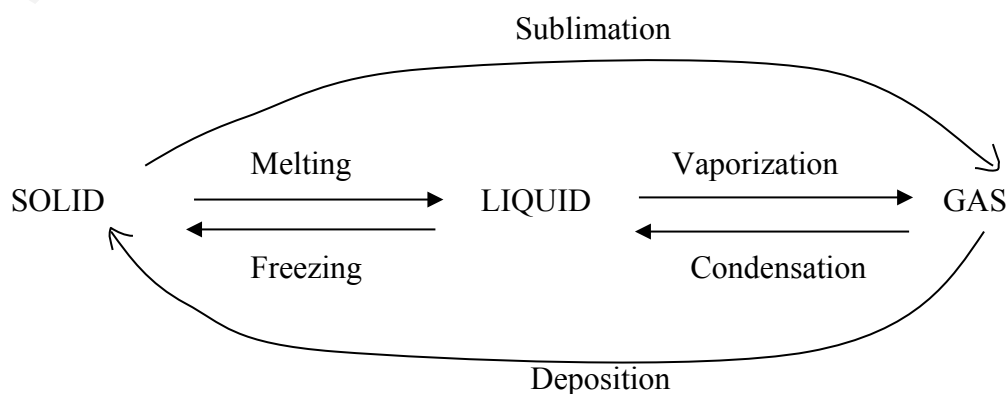 Sublimation
Melting
Vaporization
SOLID
LIQUID
GAS
Freezing
Condensation
Deposition